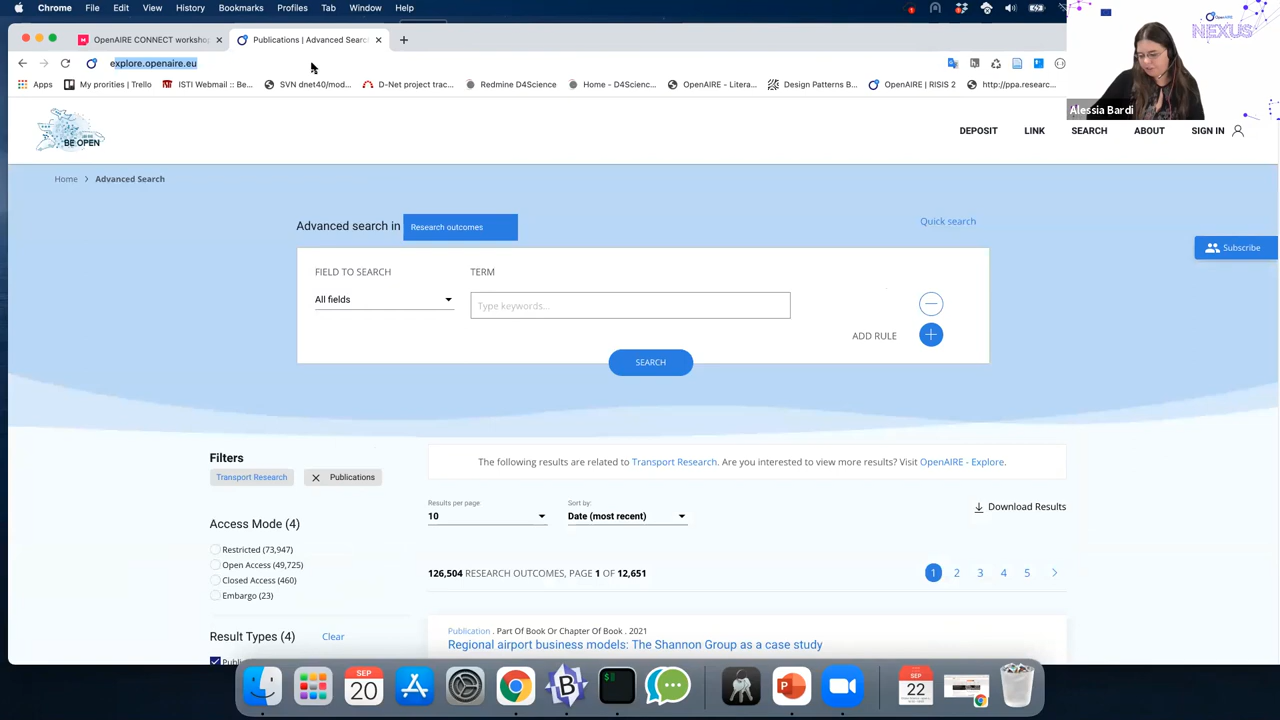 Chrome File Edit View History Bookmarks Profiles Tab Window Help
OpenAIRE
NEXUS
OpenAIRE CONNECT workshop
Publications | Advanced Searc
explore.openaire.eu
Apps My prorities | Trello ISTI Webmail :: Be... SVN dnet40/mod... D-Net project trac... Redmine D4Science Home - D4Scienc... OpenAIRE - Litera... Design Patterns B... OpenAIRE | RISIS 2 http://ppa.researc...
Alessia Bardi
BE OPEN
DEPOSIT LINK SEARCH ABOUT SIGN IN
Home > Advanced Search
Advanced search in Research outcomes
Quick search
Subscribe
FIELD TO SEARCH TERM
All fields Type keywords...
ADD RULE
SEARCH
Filters
Transport Research Publications
The following results are related to Transport Research. Are you interested to view more results? Visit OpenAIRE - Explore.
Results per page: Sort by:
10 Date (most recent)
Download Results
Access Mode (4)
Restricted (73,947)
Open Access (49,725)
Closed Access (460)
Embargo (23)
126,504 RESEARCH OUTCOMES, PAGE 1 OF 12,651
1 2 3 4 5
Result Types (4) Clear
Publication . Part Of Book Or Chapter Of Book . 2021
Regional airport business models: The Shannon Group as a case study
SEP
20
SEP
22